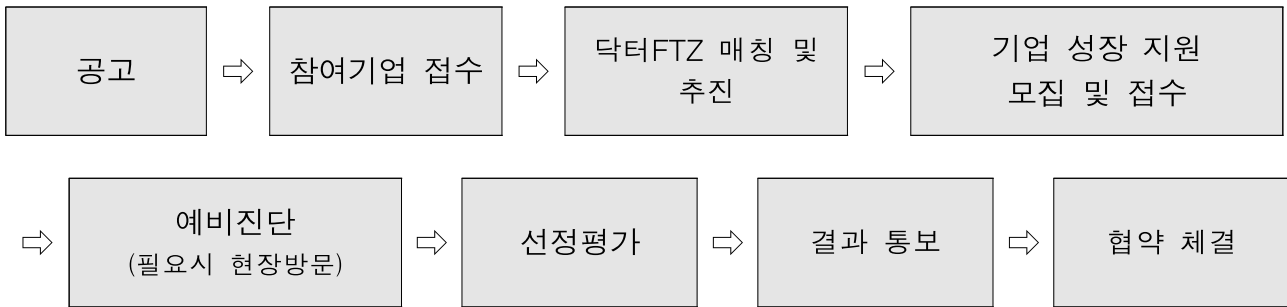 공고
⇨
참여기업 접수
⇨
닥터FTZ 매칭 및
추진
⇨
기업 성장 지원
모집 및 접수
⇨
예비진단
(필요시 현장방문)
⇨
선정평가
⇨
결과 통보
⇨
협약 체결